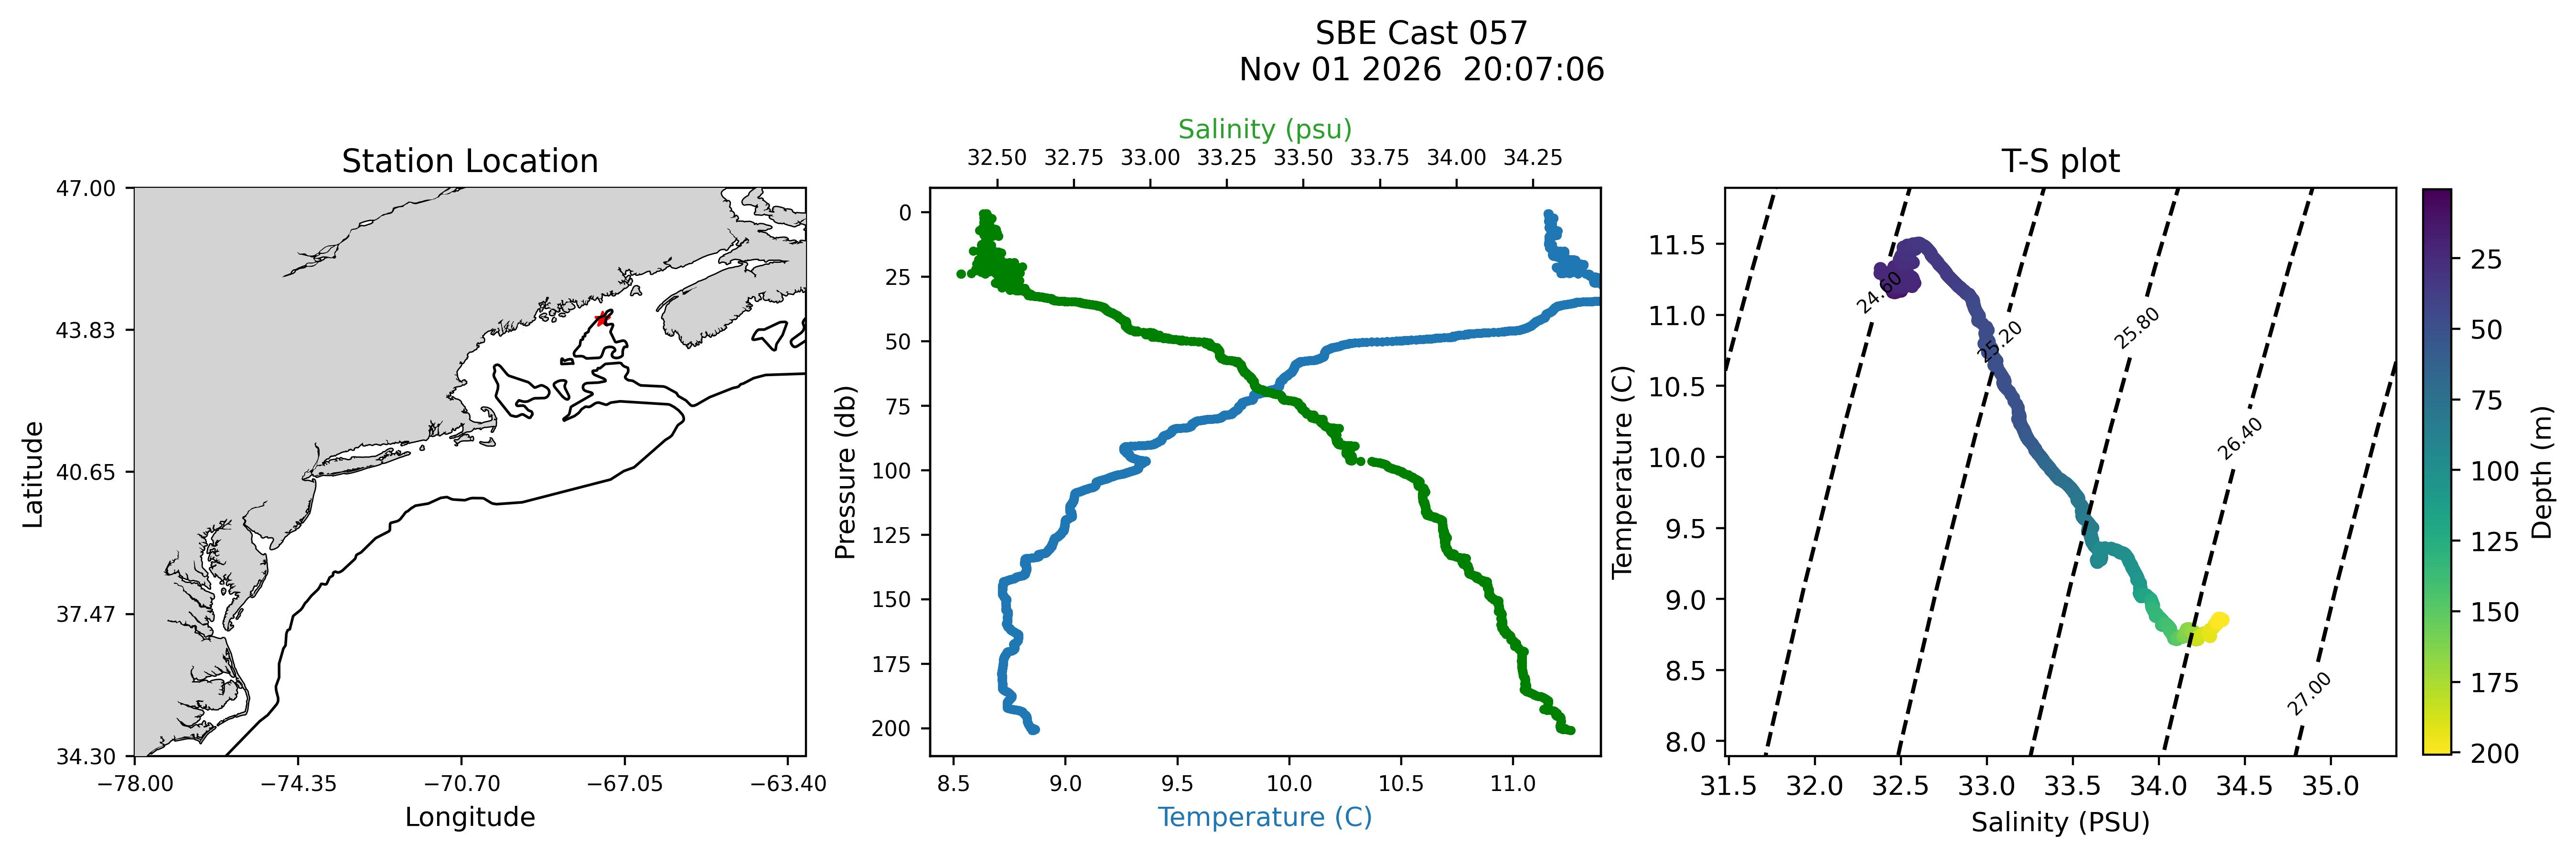 SBE Cast 057
Nov 01 2026  20:07:06
Station Location
47.00
43.83
40.65
37.47
34.30
Latitude
−78.00 −74.35 −70.70 −67.05 −63.40
Longitude
Salinity (psu)
32.50 32.75 33.00 33.25 33.50 33.75 34.00 34.25
0
25
50
75
100
125
150
175
200
Pressure (db)
8.5 9.0 9.5 10.0 10.5 11.0
Temperature (C)
T-S plot
11.5
11.0
10.5
10.0
9.5
9.0
8.5
8.0
Temperature (C)
24.60
25.20
25.80
26.40
27.00
31.5 32.0 32.5 33.0 33.5 34.0 34.5 35.0
Salinity (PSU)
25
50
75
100
125
150
175
200
Depth (m)